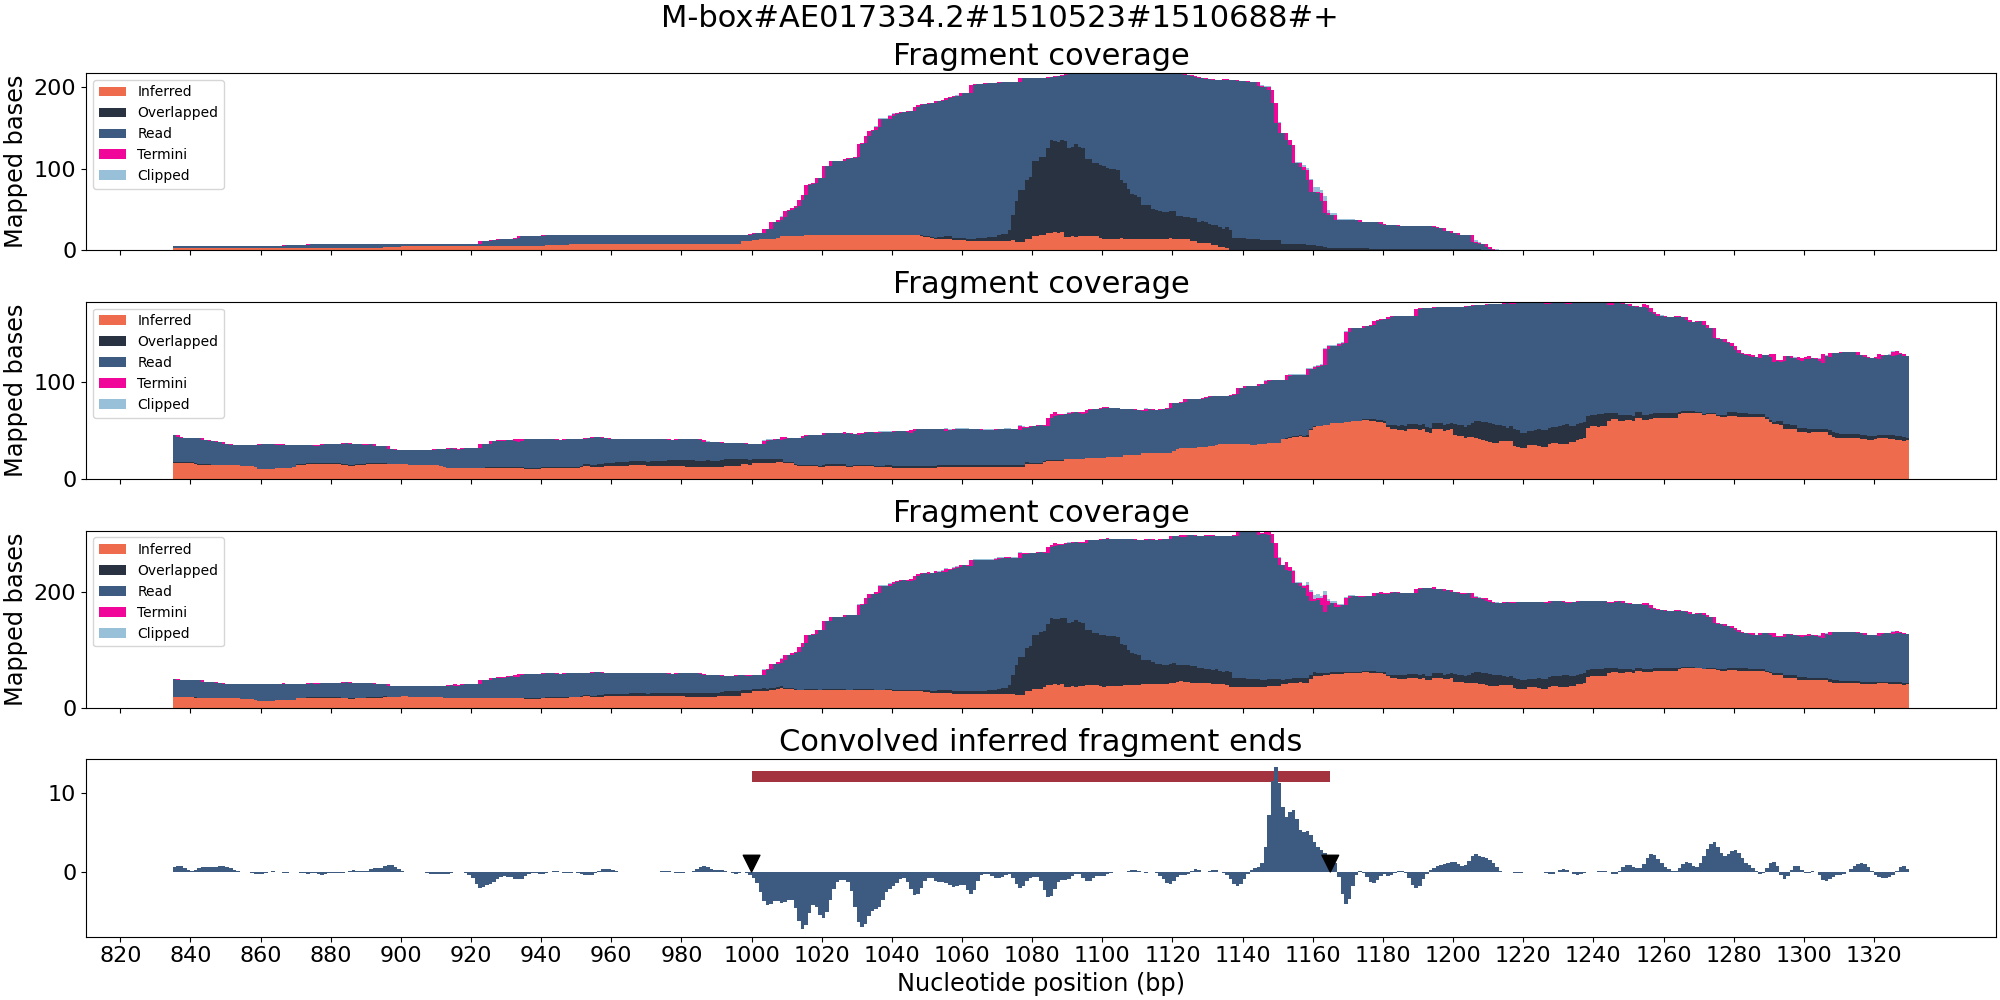 M-box#AE017334.2#1510523#1510688#+
Fragment coverage
Mapped bases
200
100
0
Inferred
Overlapped
Read
Termini
Clipped
Fragment coverage
Mapped bases
100
0
Inferred
Overlapped
Read
Termini
Clipped
Fragment coverage
Mapped bases
200
0
Inferred
Overlapped
Read
Termini
Clipped
Convolved inferred fragment ends
10
0
820 840 860 880 900 920 940 960 980 1000 1020 1040 1060 1080 1100 1120 1140 1160 1180 1200 1220 1240 1260 1280 1300 1320
Nucleotide position (bp)